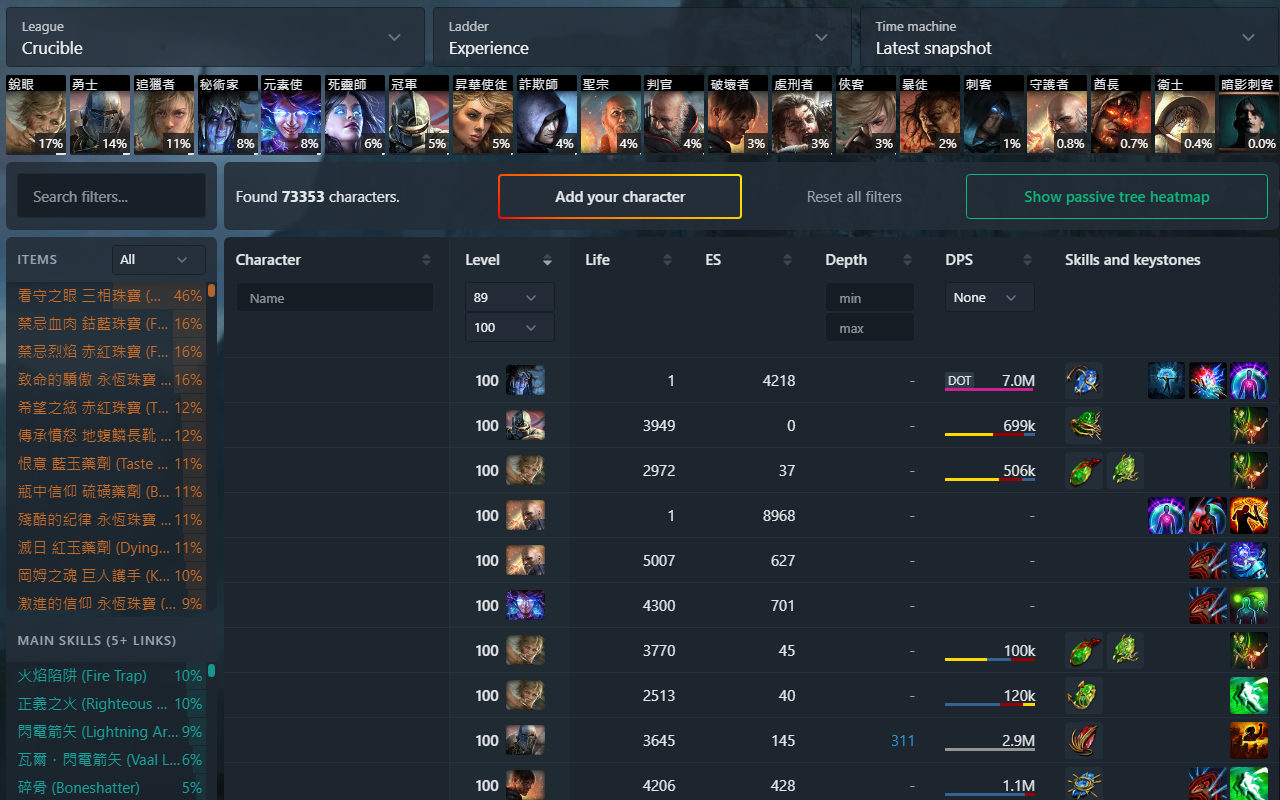 League
Crucible
Ladder
Experience
Time machine
Latest snapshot
銳眼 勇士 追獵者 秘術家 元素使 死靈師 冠軍 昇華使徒 詐欺師 聖宗 判官 破壞者 處刑者 俠客 暴徒 刺客 守護者 酋長 衛士 暗影刺客
17% 14% 11% 8% 8% 6% 5% 5% 4% 4% 4% 3% 3% 3% 2% 1% 0.8% 0.7% 0.4% 0.0%
Search filters...
Found 73353 characters.
Add your character
Reset all filters
Show passive tree heatmap
ITEMS All
看守之眼 三相珠寶 (... 46%
禁忌血肉 鈷藍珠寶 (F... 16%
禁忌烈焰 赤紅珠寶 (F... 16%
致命的驕傲 永恆珠寶 ... 16%
希望之絃 赤紅珠寶 (T... 12%
傳承憤怒 地蝮鱗長靴 ... 12%
恨意 藍玉藥劑 (Taste ... 11%
瓶中信仰 硫磺藥劑 (B... 11%
殘酷的紀律 永恆珠寶 ... 11%
滅日 紅玉藥劑 (Dying... 11%
岡姆之魂 巨人護手 (K... 10%
激進的信仰 永恆珠寶 (... 9%
MAIN SKILLS (5+ LINKS)
火焰陷阱 (Fire Trap) 10%
正義之火 (Righteous ... 10%
閃電箭矢 (Lightning Ar... 9%
瓦爾．閃電箭矢 (Vaal L... 6%
碎骨 (Boneshatter) 5%
Character Level Life ES Depth DPS Skills and keystones
Name 89 min None
100 max
100 1 4218 - DOT 7.0M
100 3949 0 - 699k
100 2972 37 - 506k
100 1 8968 - -
100 5007 627 - -
100 4300 701 - -
100 3770 45 - 100k
100 2513 40 - 120k
100 3645 145 311 2.9M
100 4206 428 - 1.1M